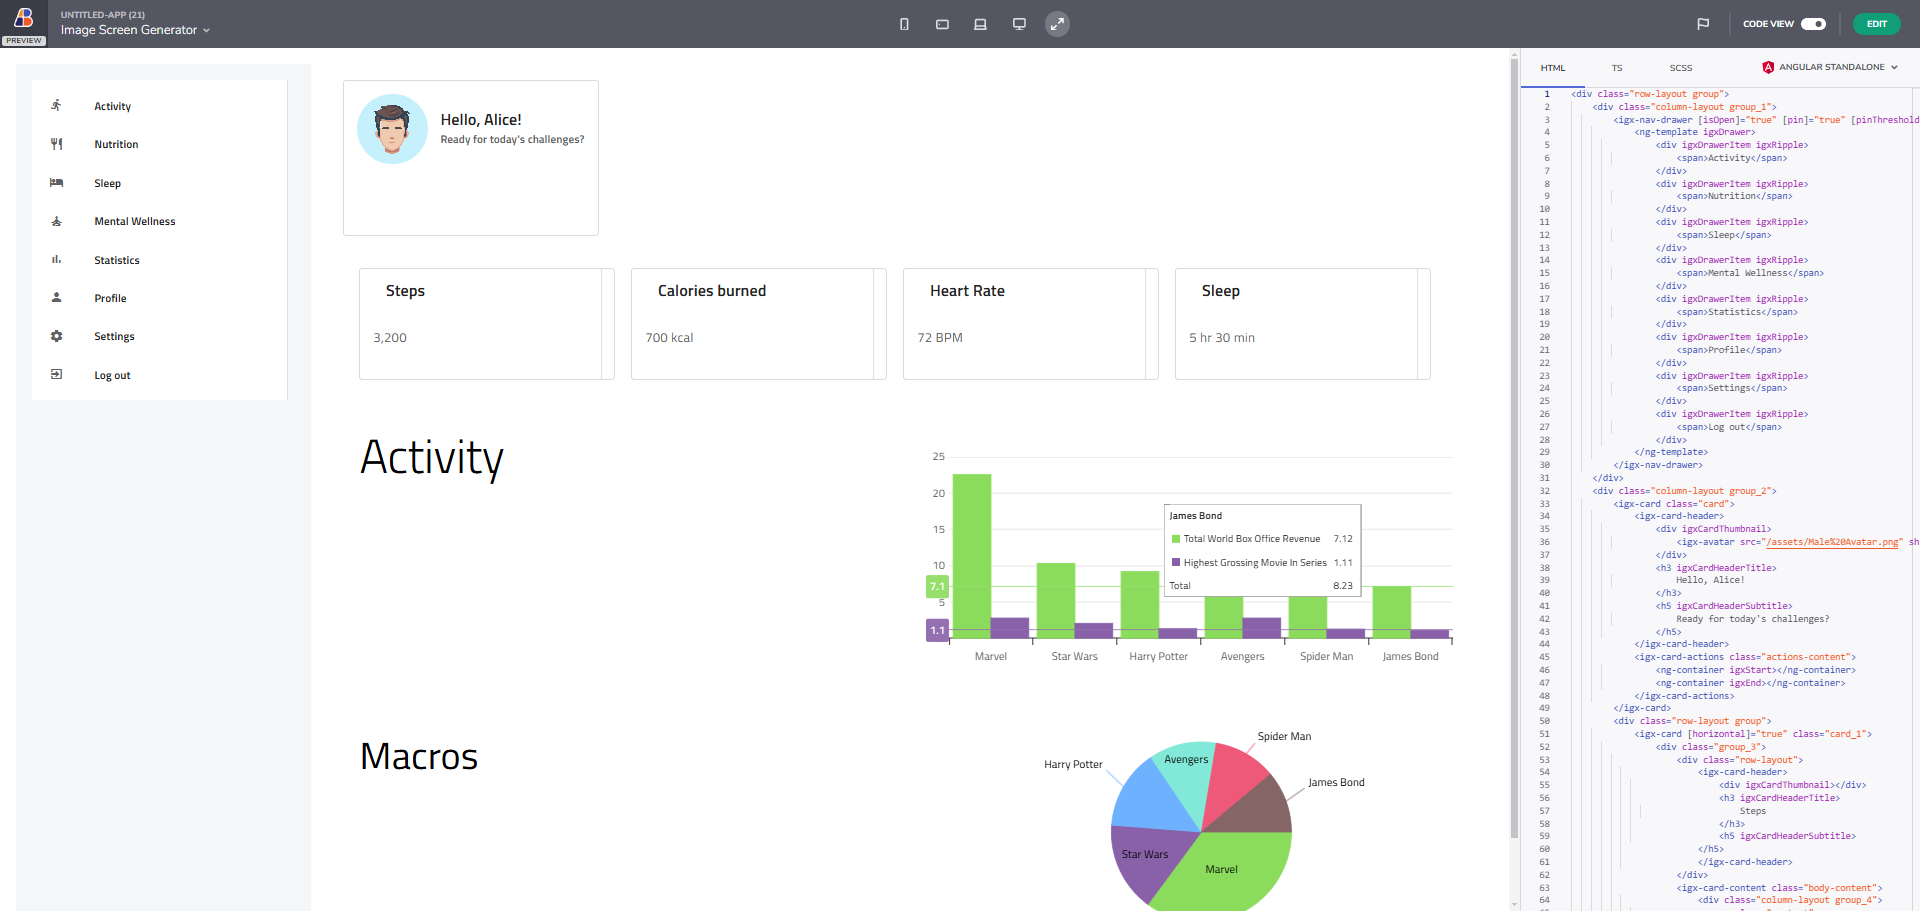 UNTITLED-APP (21)
Image Screen Generator
PREVIEW
CODE VIEW
EDIT
Activity
Nutrition
Sleep
Mental Wellness
Statistics
Profile
Settings
Log out
Hello, Alice!
Ready for today's challenges?
Steps
3,200
Calories burned
700 kcal
Heart Rate
72 BPM
Sleep
5 hr 30 min
Activity
25
20
15
10
7.1
5
1.1
James Bond
Total World Box Office Revenue 7.12
Highest Grossing Movie In Series 1.11
Total 8.23
Marvel Star Wars Harry Potter Avengers Spider Man James Bond
Macros
Spider Man
Avengers
Harry Potter
James Bond
Star Wars
Marvel
HTML TS SCSS ANGULAR STANDALONE
1 <div class="row-layout group">
2 <div class="column-layout group_1">
3 <igx-nav-drawer [isOpen]="true" [pin]="true" [pinThreshold
4 <ng-template igxDrawer>
5 <div igxDrawerItem igxRipple>
6 <span>Activity</span>
7 </div>
8 <div igxDrawerItem igxRipple>
9 <span>Nutrition</span>
10 </div>
11 <div igxDrawerItem igxRipple>
12 <span>Sleep</span>
13 </div>
14 <div igxDrawerItem igxRipple>
15 <span>Mental Wellness</span>
16 </div>
17 <div igxDrawerItem igxRipple>
18 <span>Statistics</span>
19 </div>
20 <div igxDrawerItem igxRipple>
21 <span>Profile</span>
22 </div>
23 <div igxDrawerItem igxRipple>
24 <span>Settings</span>
25 </div>
26 <div igxDrawerItem igxRipple>
27 <span>Log out</span>
28 </div>
29 </ng-template>
30 </igx-nav-drawer>
31 </div>
32 <div class="column-layout group_2">
33 <igx-card class="card">
34 <igx-card-header>
35 <div igxCardThumbnail>
36 <igx-avatar src="/assets/Male%20Avatar.png" sh
37 </div>
38 <h3 igxCardHeaderTitle>
39 Hello, Alice!
40 </h3>
41 <h5 igxCardHeaderSubtitle>
42 Ready for today's challenges?
43 </h5>
44 </igx-card-header>
45 <igx-card-actions class="actions-content">
46 <ng-container igxStart></ng-container>
47 <ng-container igxEnd></ng-container>
48 </igx-card-actions>
49 </igx-card>
50 <div class="row-layout group">
51 <igx-card [horizontal]="true" class="card_1">
52 <div class="group_3">
53 <div class="row-layout">
54 <igx-card-header>
55 <div igxCardThumbnail></div>
56 <h3 igxCardHeaderTitle>
57 Steps
58 </h3>
59 <h5 igxCardHeaderSubtitle>
60 </h5>
61 </igx-card-header>
62 </div>
63 <igx-card-content class="body-content">
64 <div class="column-layout group_4">